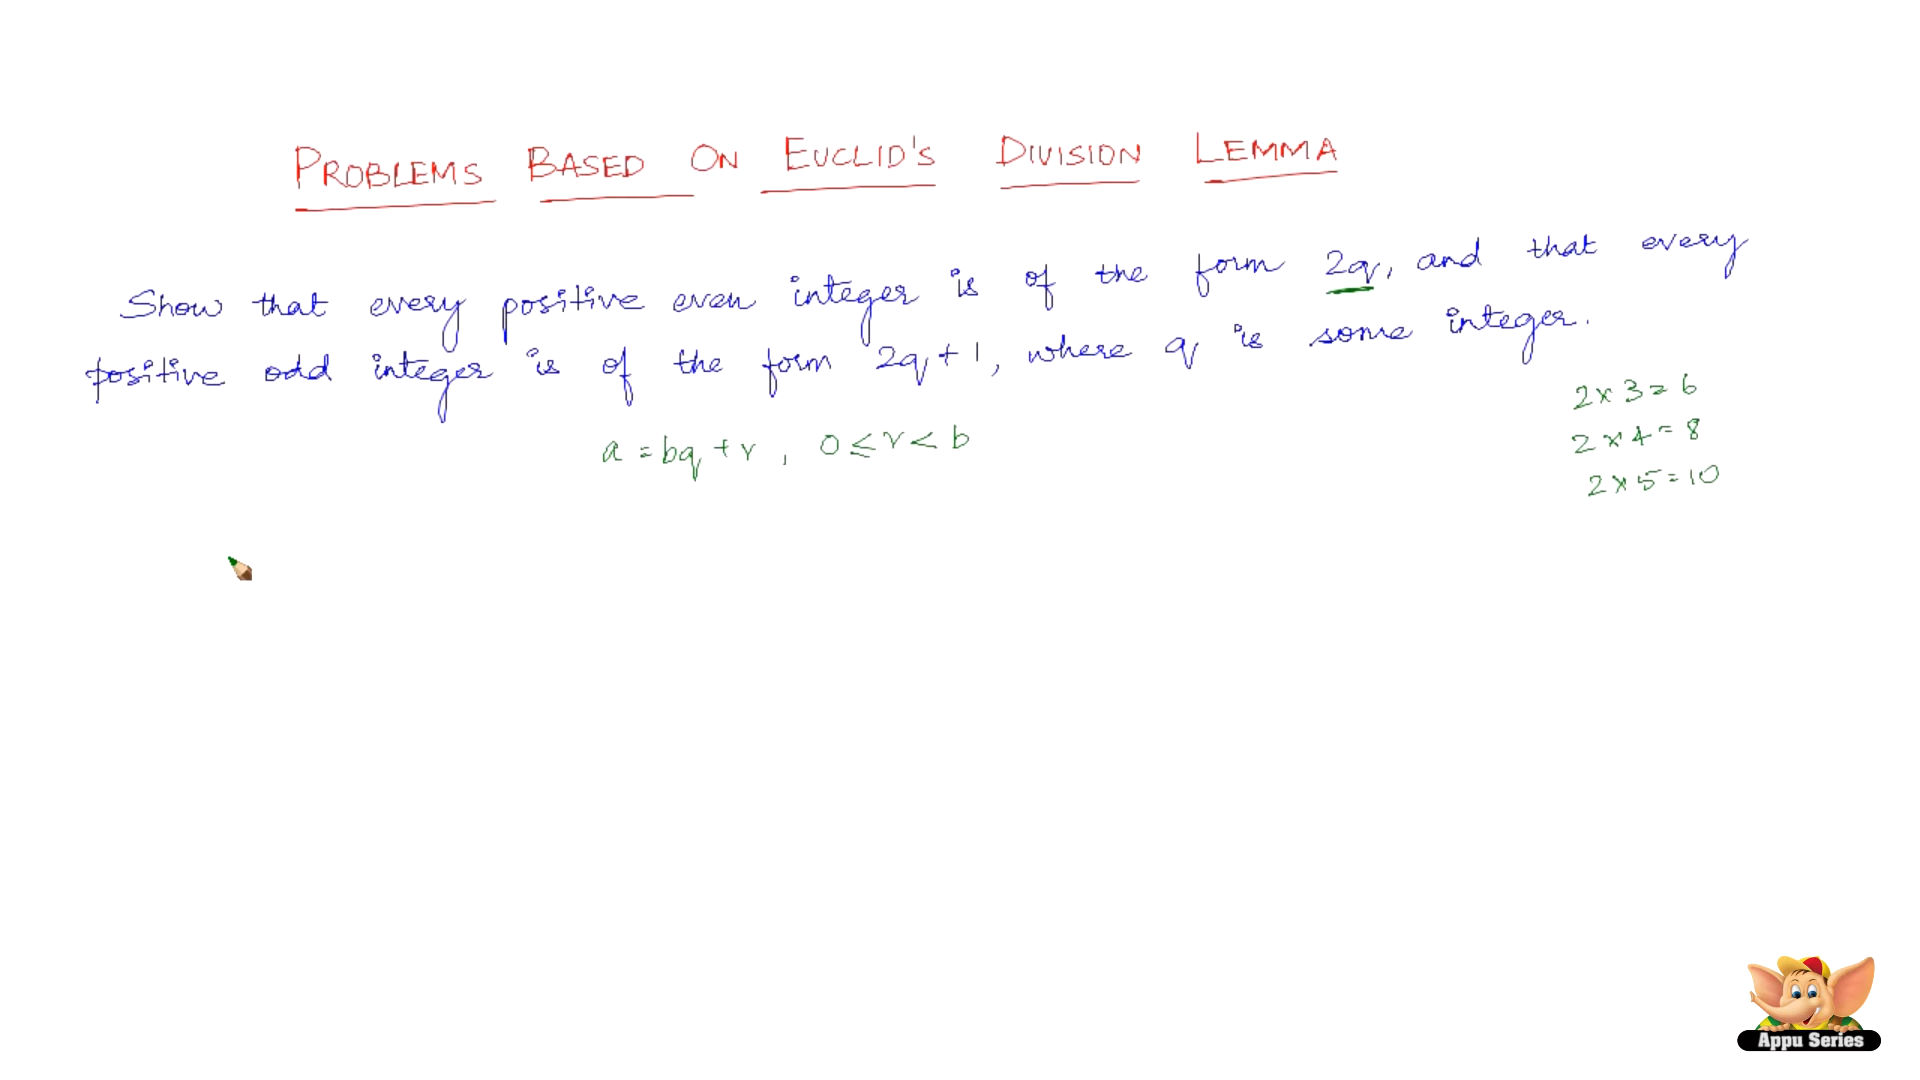 PROBLEMS BASED ON EUCLID'S DIVISION LEMMA
Show that every positive even integer is of the form 2q, and that every
positive odd integer is of the form 2q+1, where q is some integer.
2 × 3 = 6
a = bq + r, 0 ≤ r < b
2 × 4 = 8
2 × 5 = 10
Appu Series